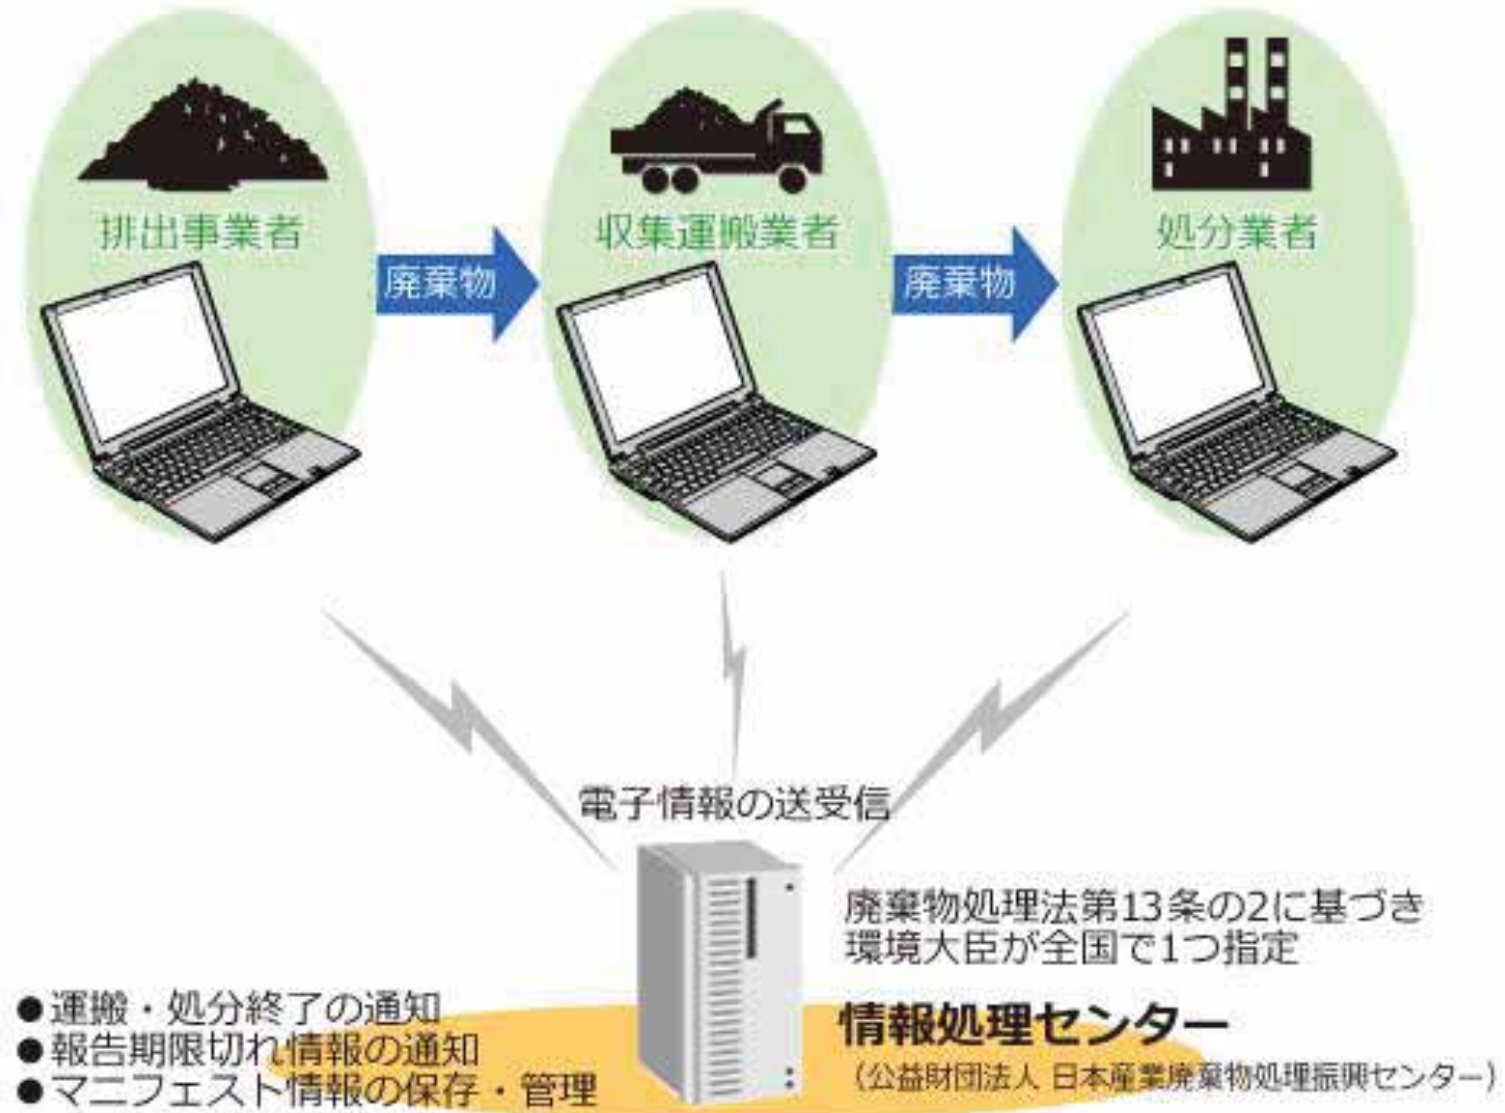 排出事業者
収集運搬業者
処分業者
廃棄物
廃棄物
電子情報の送受信
廃棄物処理法第13条の2に基づき
環境大臣が全国で1つ指定
情報処理センター
（公益財団法人 日本産業廃棄物処理振興センター）
●運搬・処分終了の通知
●報告期限切れ情報の通知
●マニフェスト情報の保存・管理